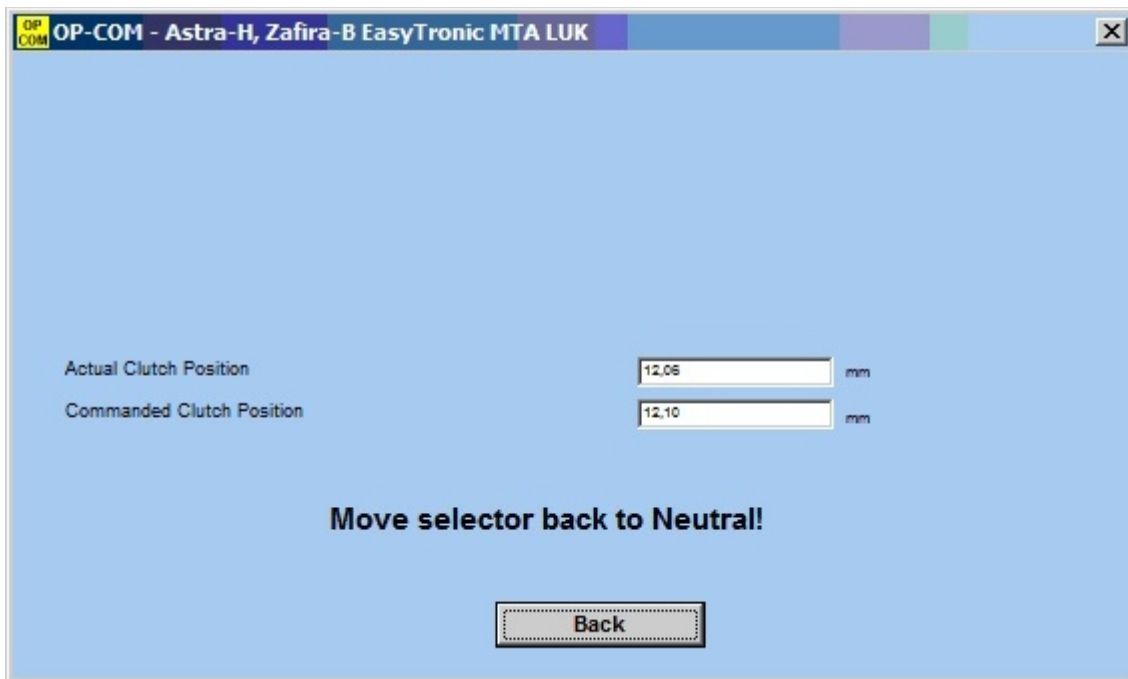 OP COM OP-COM - Astra-H, Zafira-B EasyTronic MTA LUK
Actual Clutch Position 12,06 mm
Commanded Clutch Position 12,10 mm
Move selector back to Neutral!
Back